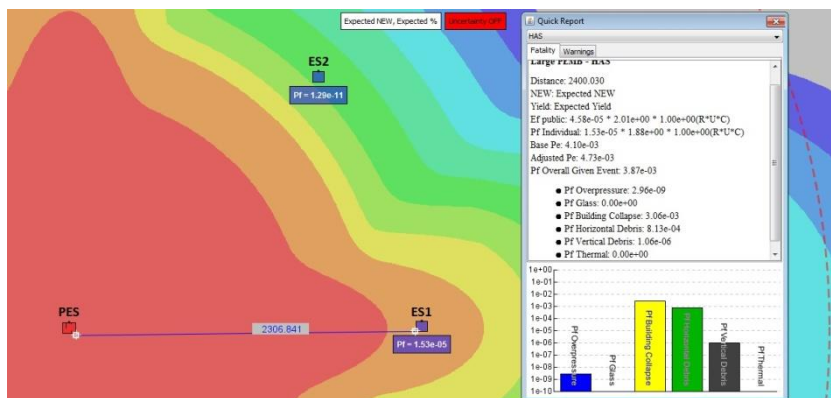 Expected NEW, Expected %
Uncertainty OFF
ES2
Pf = 1.29e-11
PES
2306.841
ES1
Pf = 1.53e-05
Quick Report
HAS
Fatality
Warnings
Large PEMB - HAS
Distance: 2400.030
NEW: Expected NEW
Yield: Expected Yield
Ef public: 4.58e-05 * 2.01e+00 * 1.00e+00(R*U*C)
Pf Individual: 1.53e-05 * 1.88e+00 * 1.00e+00(R*U*C)
Base Pe: 4.10e-03
Adjusted Pe: 4.73e-03
Pf Overall Given Event: 3.87e-03
● Pf Overpressure: 2.96e-09
● Pf Glass: 0.00e+00
● Pf Building Collapse: 3.06e-03
● Pf Horizontal Debris: 8.13e-04
● Pf Vertical Debris: 1.06e-06
● Pf Thermal: 0.00e+00
1e+00
1e-01
1e-02
1e-03
1e-04
1e-05
1e-06
1e-07
1e-08
1e-09
1e-10
Pf Overpressure
Pf Glass
Pf Building Collapse
Pf Horizontal Debris
Pf Vertical Debris
Pf Thermal